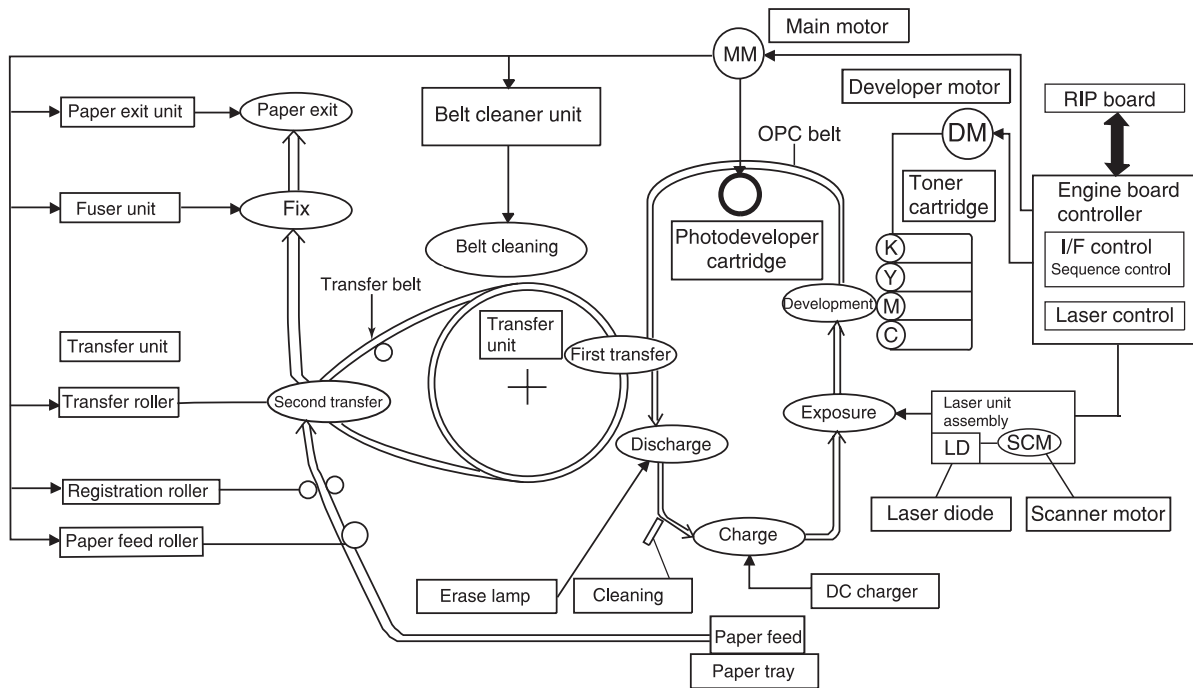 Main motor
MM
Developer motor
RIP board
Paper exit unit
Paper exit
Belt cleaner unit
OPC belt
DM
Toner
cartridge
Engine board
controller
Fuser unit
Fix
Belt cleaning
Photodeveloper
cartridge
K
Y
M
C
I/F control
Sequence control
Laser control
Transfer belt
Development
Transfer unit
Transfer
unit
First transfer
Transfer roller
Second transfer
Exposure
Laser unit
assembly
LD
SCM
Discharge
Registration roller
Laser diode
Scanner motor
Paper feed roller
Charge
Erase lamp
Cleaning
DC charger
Paper feed
Paper tray